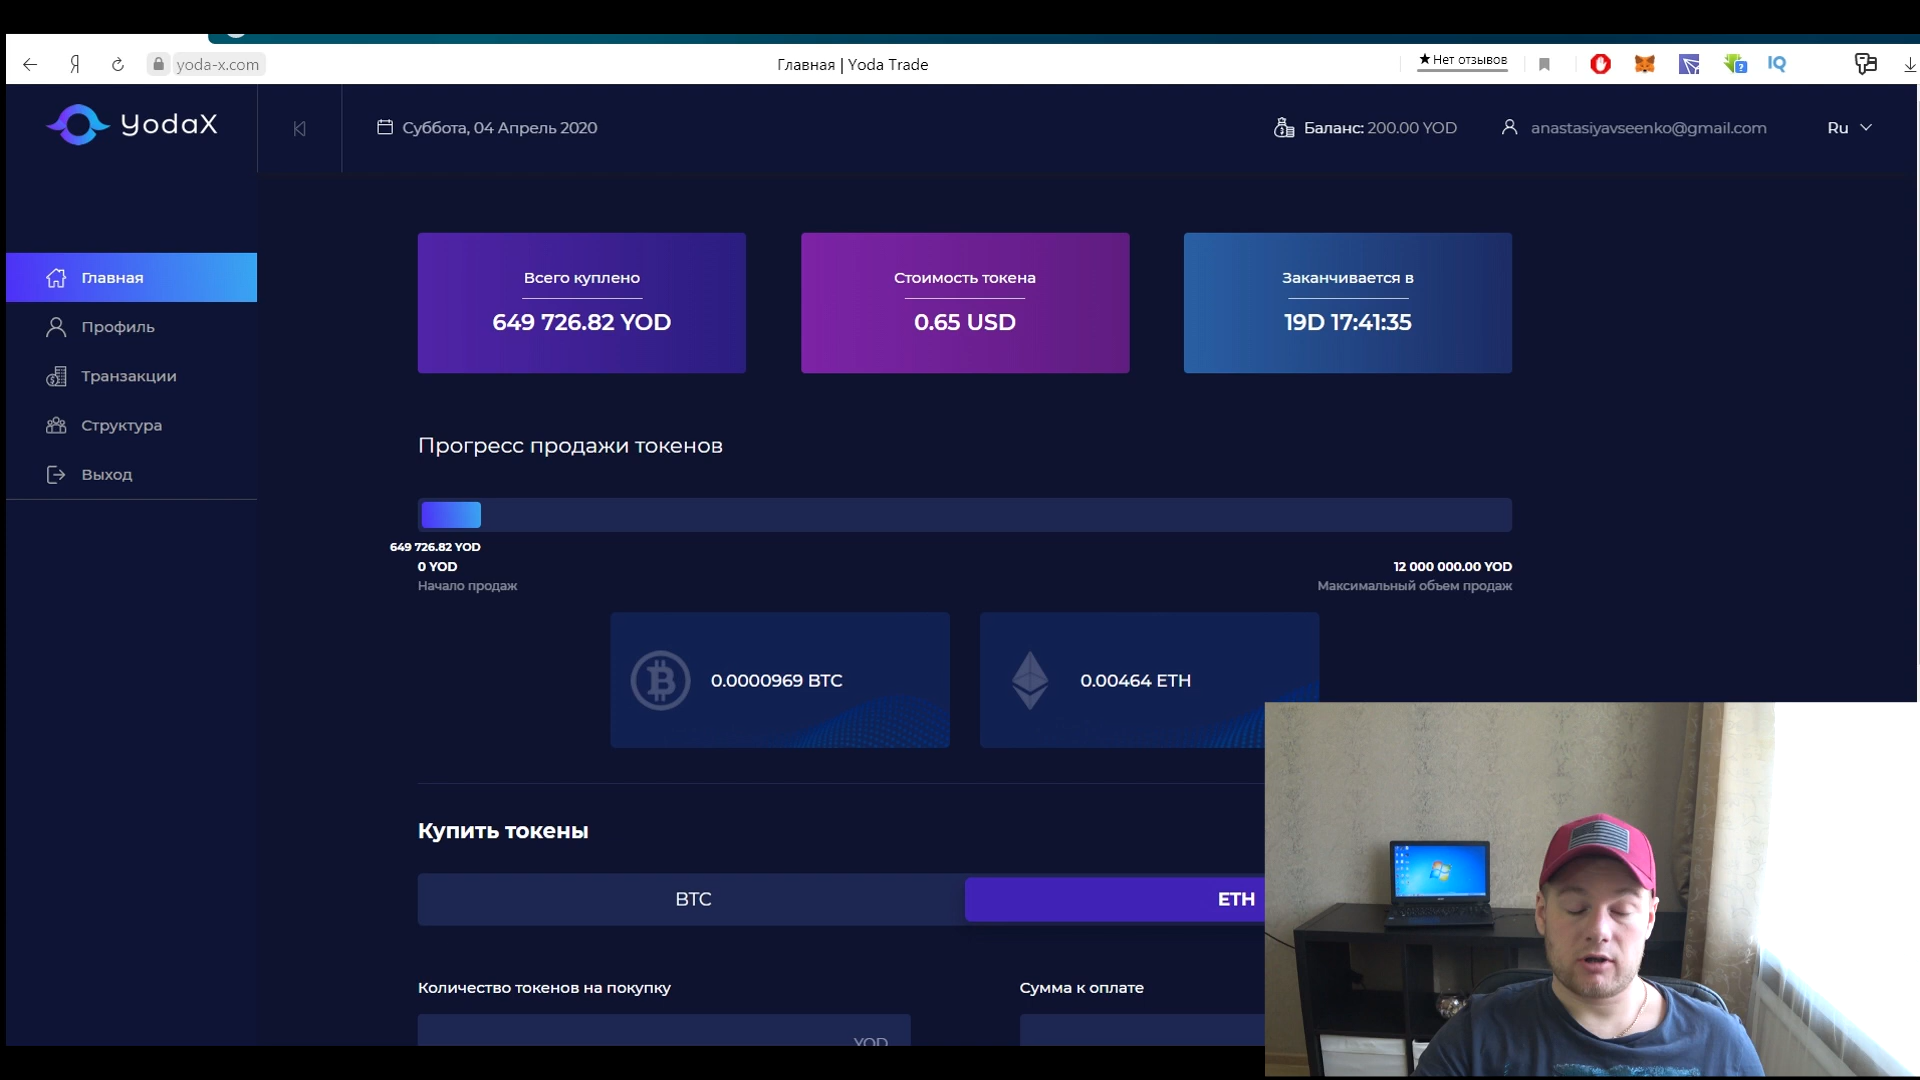 yoda-x.com
Главная | Yoda Trade
★Нет отзывов
IQ
YodaX
Суббота, 04 Апрель 2020
Баланс: 200.00 YOD
anastasiyavseenko@gmail.com
Ru
Главная
Профиль
Транзакции
Структура
Выход
Всего куплено
649 726.82 YOD
Стоимость токена
0.65 USD
Заканчивается в
19D 17:41:35
Прогресс продажи токенов
649 726.82 YOD
0 YOD
Начало продаж
12 000 000.00 YOD
Максимальный объем продаж
0.0000969 BTC
0.00464 ETH
Купить токены
BTC
ETH
Количество токенов на покупку
Сумма к оплате
YOD